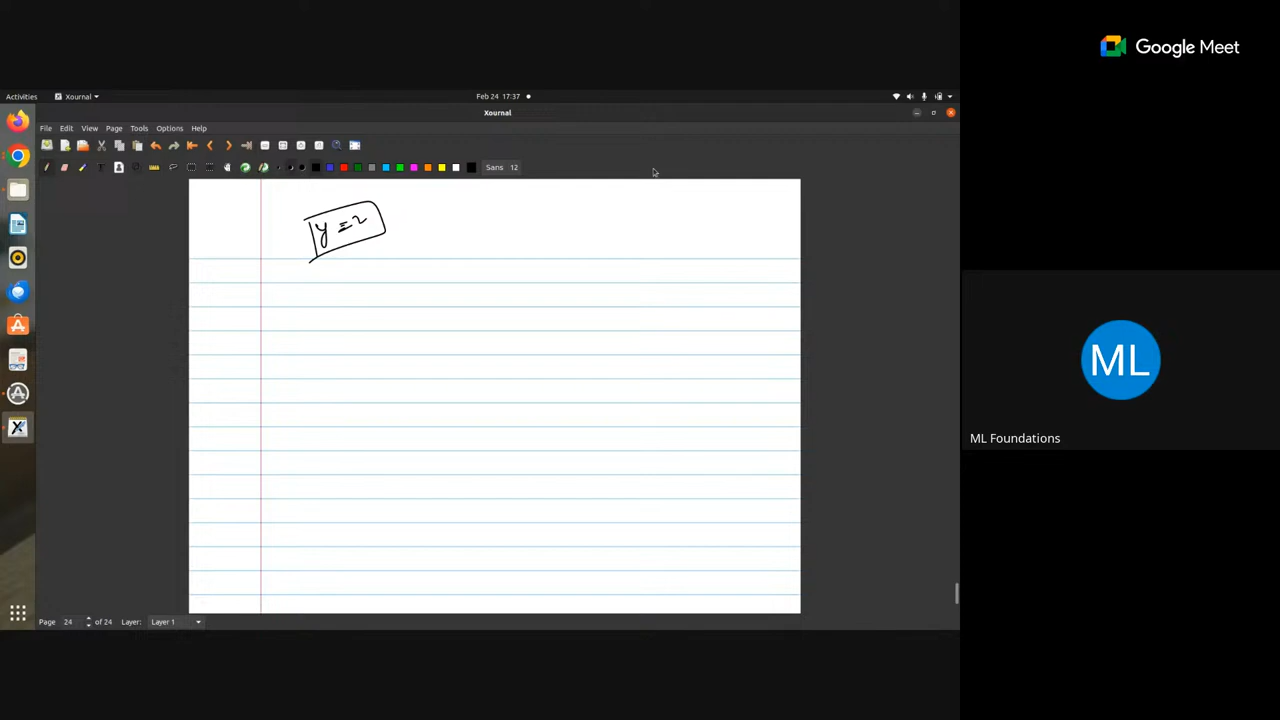 Google Meet
Activities Xournal Feb 24 17:37
Xournal
File Edit View Page Tools Options Help
Sans 12
y = 2
ML
ML Foundations
Page 24 of 24 Layer: Layer 1